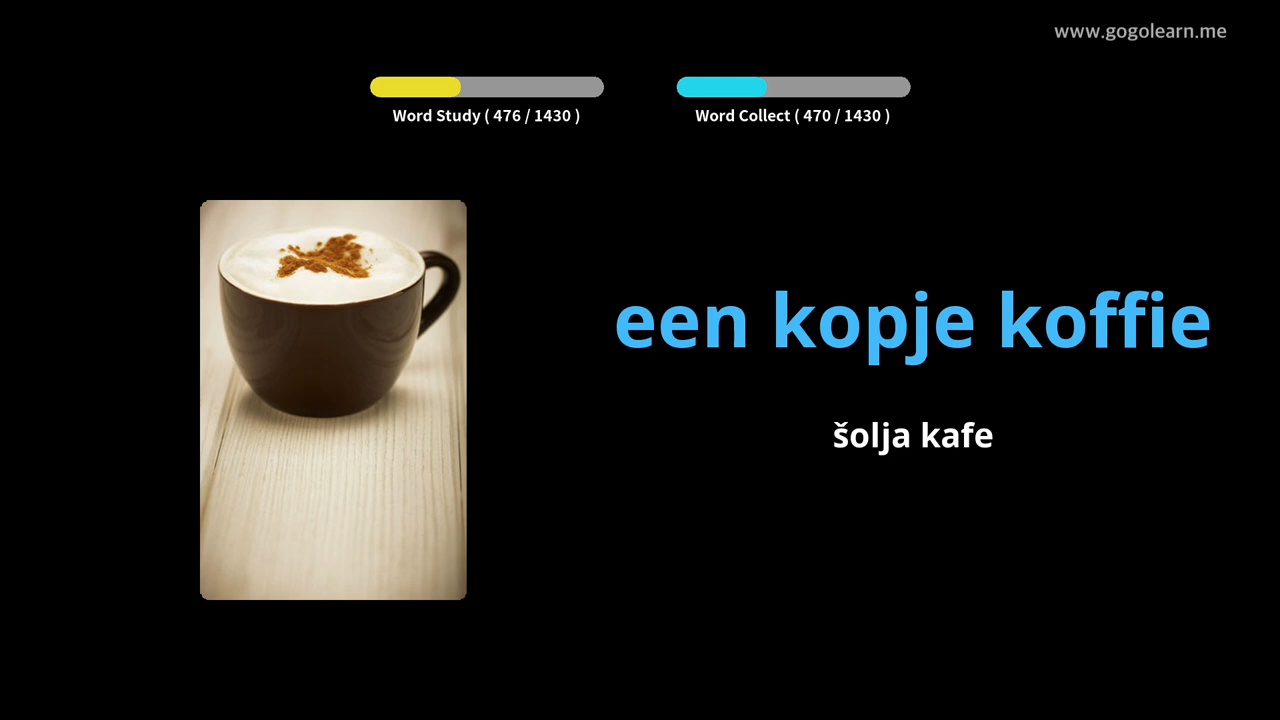 www.gogolearn.me
Word Study ( 476 / 1430 )
Word Collect ( 470 / 1430 )
een kopje koffie
šolja kafe